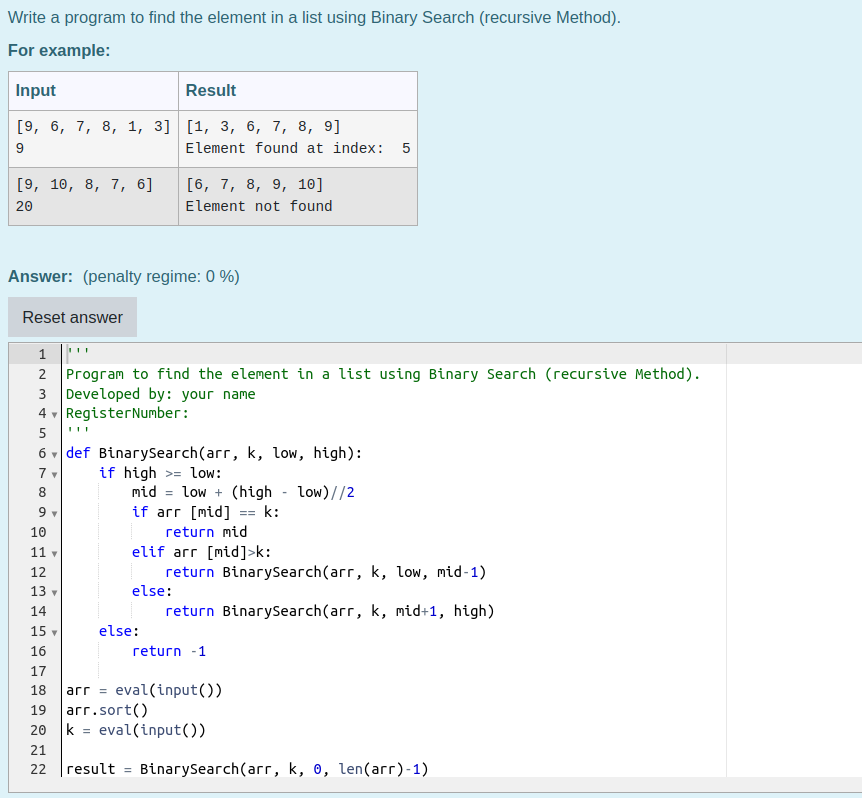 Write a program to find the element in a list using Binary Search (recursive Method).
For example:
Input Result
[9, 6, 7, 8, 1, 3] [1, 3, 6, 7, 8, 9]
9 Element found at index:  5
[9, 10, 8, 7, 6] [6, 7, 8, 9, 10]
20 Element not found
Answer: (penalty regime: 0 %)
Reset answer
1 '''
2 Program to find the element in a list using Binary Search (recursive Method).
3 Developed by: your name
4 RegisterNumber:
5 '''
6 def BinarySearch(arr, k, low, high):
7     if high >= low:
8         mid = low + (high - low)//2
9         if arr [mid] == k:
10             return mid
11         elif arr [mid]>k:
12             return BinarySearch(arr, k, low, mid-1)
13         else:
14             return BinarySearch(arr, k, mid+1, high)
15     else:
16         return -1
17
18 arr = eval(input())
19 arr.sort()
20 k = eval(input())
21
22 result = BinarySearch(arr, k, 0, len(arr)-1)